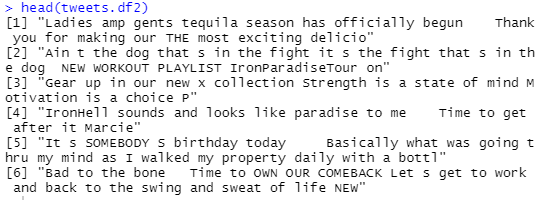 > head(tweets.df2)
[1] "Ladies amp gents tequila season has officially begun    Thank
 you for making our THE most exciting delicio"
[2] "Ain t the dog that s in the fight it s the fight that s in th
e dog  NEW WORKOUT PLAYLIST IronParadiseTour on"
[3] "Gear up in our new x collection Strength is a state of mind M
otivation is a choice P"
[4] "IronHell sounds and looks like paradise to me    Time to get
 after it Marcie"
[5] "It s SOMEBODY S birthday today     Basically what was going t
hru my mind as I walked my property daily with a bottl"
[6] "Bad to the bone   Time to OWN OUR COMEBACK Let s get to work
 and back to the swing and sweat of life NEW"